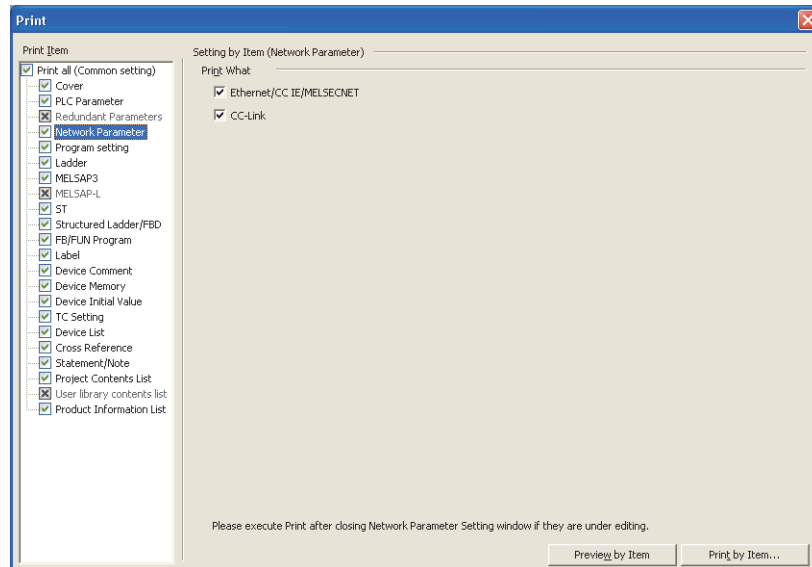 Print
Print Item
Print all (Common setting)
Cover
PLC Parameter
Redundant Parameters
Network Parameter
Program setting
Ladder
MELSAP3
MELSAP-L
ST
Structured Ladder/FBD
FB/FUN Program
Label
Device Comment
Device Memory
Device Initial Value
TC Setting
Device List
Cross Reference
Statement/Note
Project Contents List
User library contents list
Product Information List
Setting by Item (Network Parameter)
Print What
Ethernet/CC IE/MELSECNET
CC-Link
Please execute Print after closing Network Parameter Setting window if they are under editing.
Preview by Item
Print by Item...